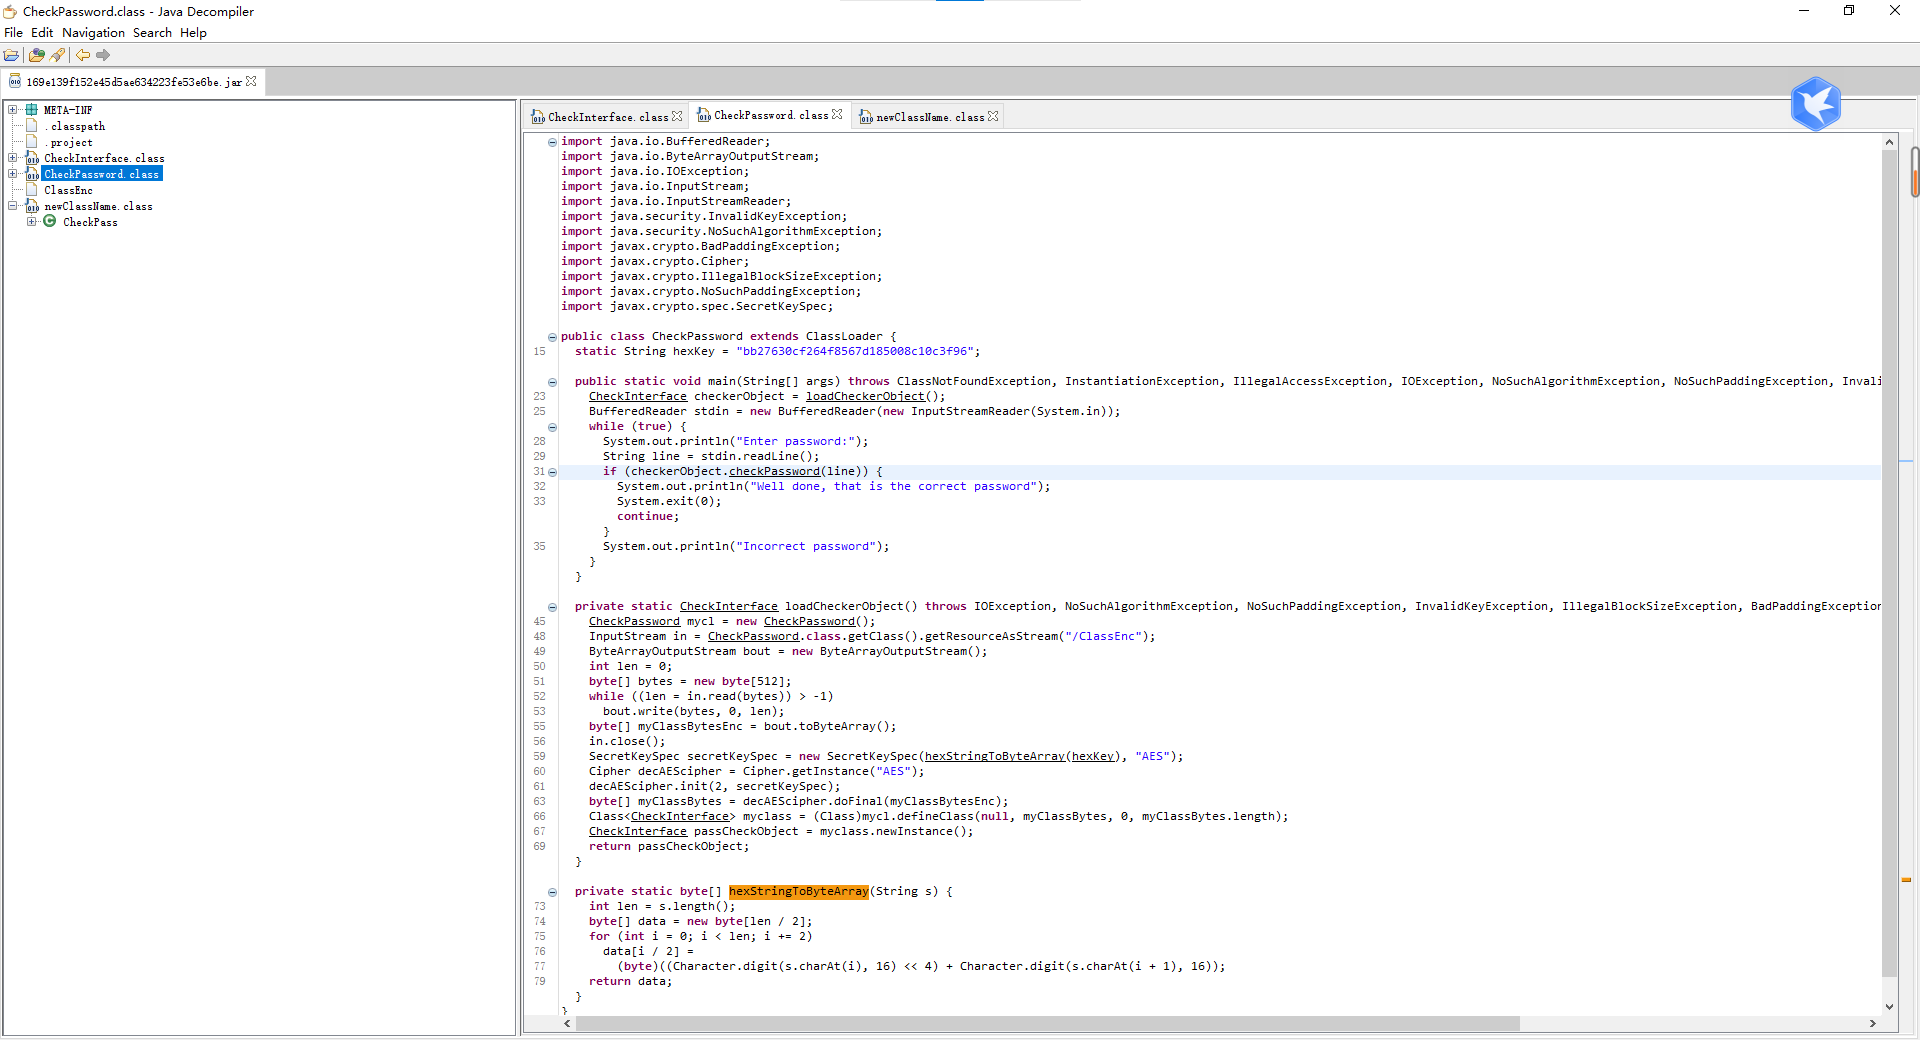 CheckPassword.class - Java Decompiler
File Edit Navigation Search Help
169e139f152e45d5ae634223fe53e6be.jar
META-INF
.classpath
.project
CheckInterface.class
CheckPassword.class
ClassEnc
newClassName.class
CheckPass
CheckInterface.class CheckPassword.class newClassName.class
import java.io.BufferedReader;
import java.io.ByteArrayOutputStream;
import java.io.IOException;
import java.io.InputStream;
import java.io.InputStreamReader;
import java.security.InvalidKeyException;
import java.security.NoSuchAlgorithmException;
import javax.crypto.BadPaddingException;
import javax.crypto.Cipher;
import javax.crypto.IllegalBlockSizeException;
import javax.crypto.NoSuchPaddingException;
import javax.crypto.spec.SecretKeySpec;
public class CheckPassword extends ClassLoader {
15 static String hexKey = "bb27630cf264f8567d185008c10c3f96";
public static void main(String[] args) throws ClassNotFoundException, InstantiationException, IllegalAccessException, IOException, NoSuchAlgorithmException, NoSuchPaddingException, Invali
23 CheckInterface checkerObject = loadCheckerObject();
25 BufferedReader stdin = new BufferedReader(new InputStreamReader(System.in));
while (true) {
28 System.out.println("Enter password:");
29 String line = stdin.readLine();
31 if (checkerObject.checkPassword(line)) {
32 System.out.println("Well done, that is the correct password");
33 System.exit(0);
continue;
}
35 System.out.println("Incorrect password");
}
}
private static CheckInterface loadCheckerObject() throws IOException, NoSuchAlgorithmException, NoSuchPaddingException, InvalidKeyException, IllegalBlockSizeException, BadPaddingException
45 CheckPassword mycl = new CheckPassword();
48 InputStream in = CheckPassword.class.getClass().getResourceAsStream("/ClassEnc");
49 ByteArrayOutputStream bout = new ByteArrayOutputStream();
50 int len = 0;
51 byte[] bytes = new byte[512];
52 while ((len = in.read(bytes)) > -1)
53 bout.write(bytes, 0, len);
55 byte[] myClassBytesEnc = bout.toByteArray();
56 in.close();
59 SecretKeySpec secretKeySpec = new SecretKeySpec(hexStringToByteArray(hexKey), "AES");
60 Cipher decAEScipher = Cipher.getInstance("AES");
61 decAEScipher.init(2, secretKeySpec);
63 byte[] myClassBytes = decAEScipher.doFinal(myClassBytesEnc);
66 Class<CheckInterface> myclass = (Class)mycl.defineClass(null, myClassBytes, 0, myClassBytes.length);
67 CheckInterface passCheckObject = myclass.newInstance();
69 return passCheckObject;
}
private static byte[] hexStringToByteArray(String s) {
73 int len = s.length();
74 byte[] data = new byte[len / 2];
75 for (int i = 0; i < len; i += 2)
76 data[i / 2] =
77 (byte)((Character.digit(s.charAt(i), 16) << 4) + Character.digit(s.charAt(i + 1), 16));
79 return data;
}
}